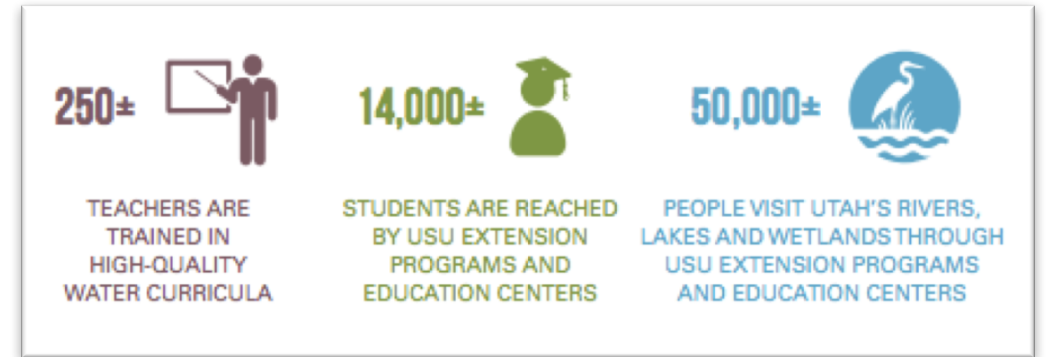 250±
TEACHERS ARE
TRAINED IN
HIGH-QUALITY
WATER CURRICULA
14,000±
STUDENTS ARE REACHED
BY USU EXTENSION
PROGRAMS AND
EDUCATION CENTERS
50,000±
PEOPLE VISIT UTAH'S RIVERS,
LAKES AND WETLANDS THROUGH
USU EXTENSION PROGRAMS
AND EDUCATION CENTERS